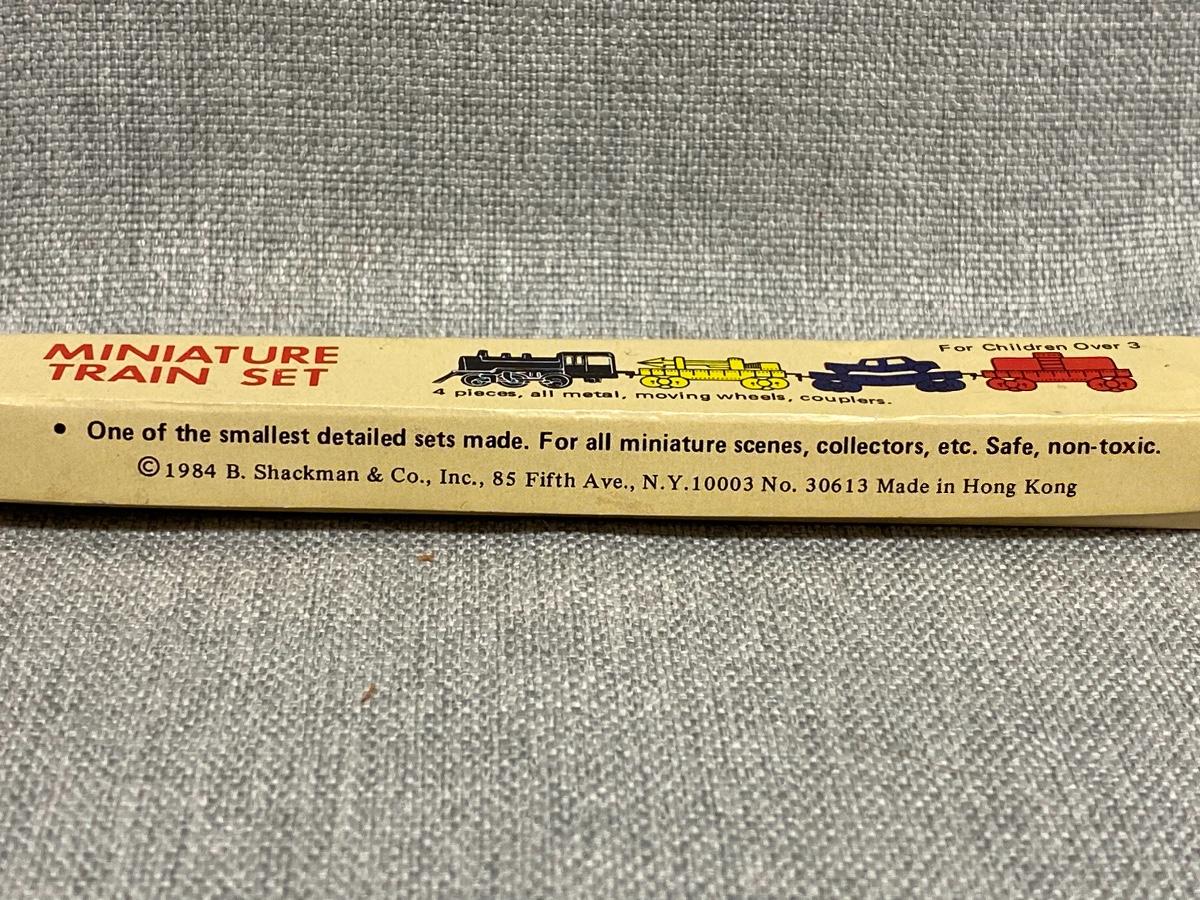 MINIATURE
TRAIN SET
For Children Over 3
4 pieces, all metal, moving wheels, couplers.
• One of the smallest detailed sets made. For all miniature scenes, collectors, etc. Safe, non-toxic.
©1984 B. Shackman & Co., Inc., 85 Fifth Ave., N.Y.10003 No. 30613 Made in Hong Kong